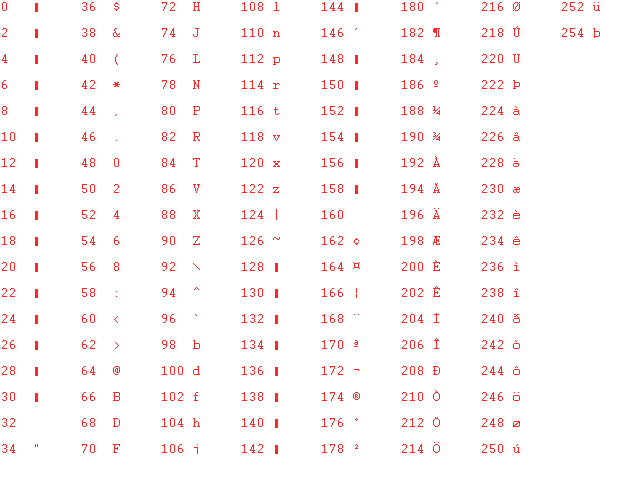 0 ▮ 36 $ 72 H 108 l 144 ▮ 180 ´ 216 Ø 252 ü
2 ▮ 38 & 74 J 110 n 146 ´ 182 ¶ 218 Ú 254 þ
4 ▮ 40 ( 76 L 112 p 148 ▮ 184 ¸ 220 Ü
6 ▮ 42 * 78 N 114 r 150 ▮ 186 º 222 Þ
8 ▮ 44 , 80 P 116 t 152 ▮ 188 ¼ 224 à
10 ▮ 46 . 82 R 118 v 154 ▮ 190 ¾ 226 â
12 ▮ 48 0 84 T 120 x 156 ▮ 192 À 228 ä
14 ▮ 50 2 86 V 122 z 158 ▮ 194 Â 230 æ
16 ▮ 52 4 88 X 124 | 160 196 Ä 232 è
18 ▮ 54 6 90 Z 126 ~ 162 ¢ 198 Æ 234 ê
20 ▮ 56 8 92 \ 128 ▮ 164 ¤ 200 È 236 ì
22 ▮ 58 : 94 ^ 130 ▮ 166 ¦ 202 Ê 238 î
24 ▮ 60 < 96 ` 132 ▮ 168 ¨ 204 Ì 240 ð
26 ▮ 62 > 98 b 134 ▮ 170 ª 206 Î 242 ò
28 ▮ 64 @ 100 d 136 ▮ 172 ¬ 208 Ð 244 ô
30 ▮ 66 B 102 f 138 ▮ 174 ® 210 Ò 246 ö
32 68 D 104 h 140 ▮ 176 ° 212 Ô 248 ø
34 " 70 F 106 j 142 ▮ 178 ² 214 Ö 250 ú